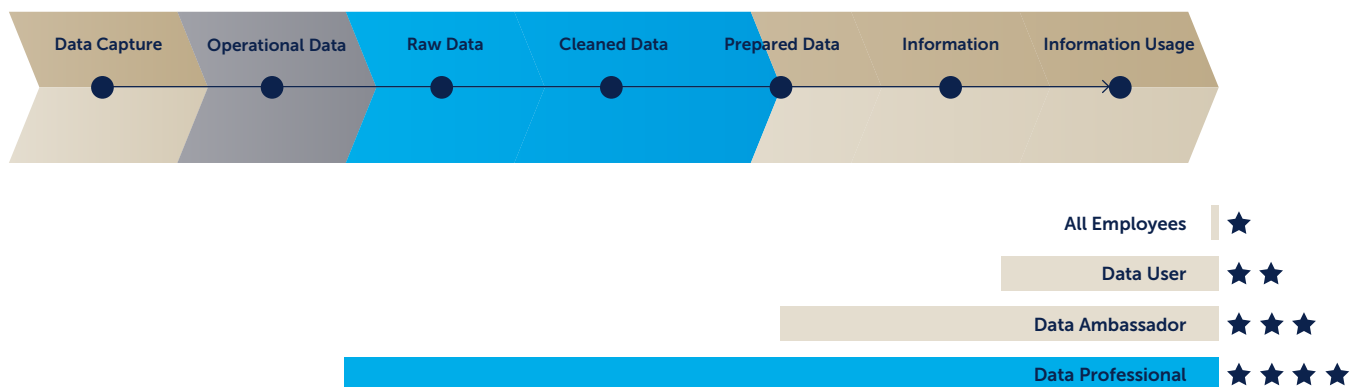 Data Capture
Operational Data
Raw Data
Cleaned Data
Prepared Data
Information
Information Usage
All Employees
Data User
Data Ambassador
Data Professional